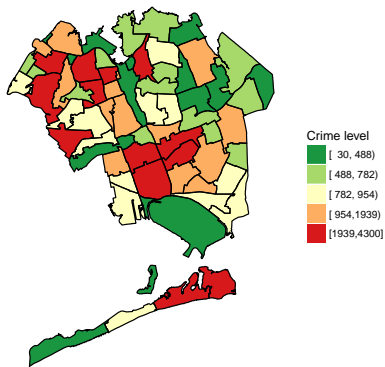 Crime level
[ 30, 488)
[ 488, 782)
[ 782, 954)
[ 954,1939)
[1939,4300]